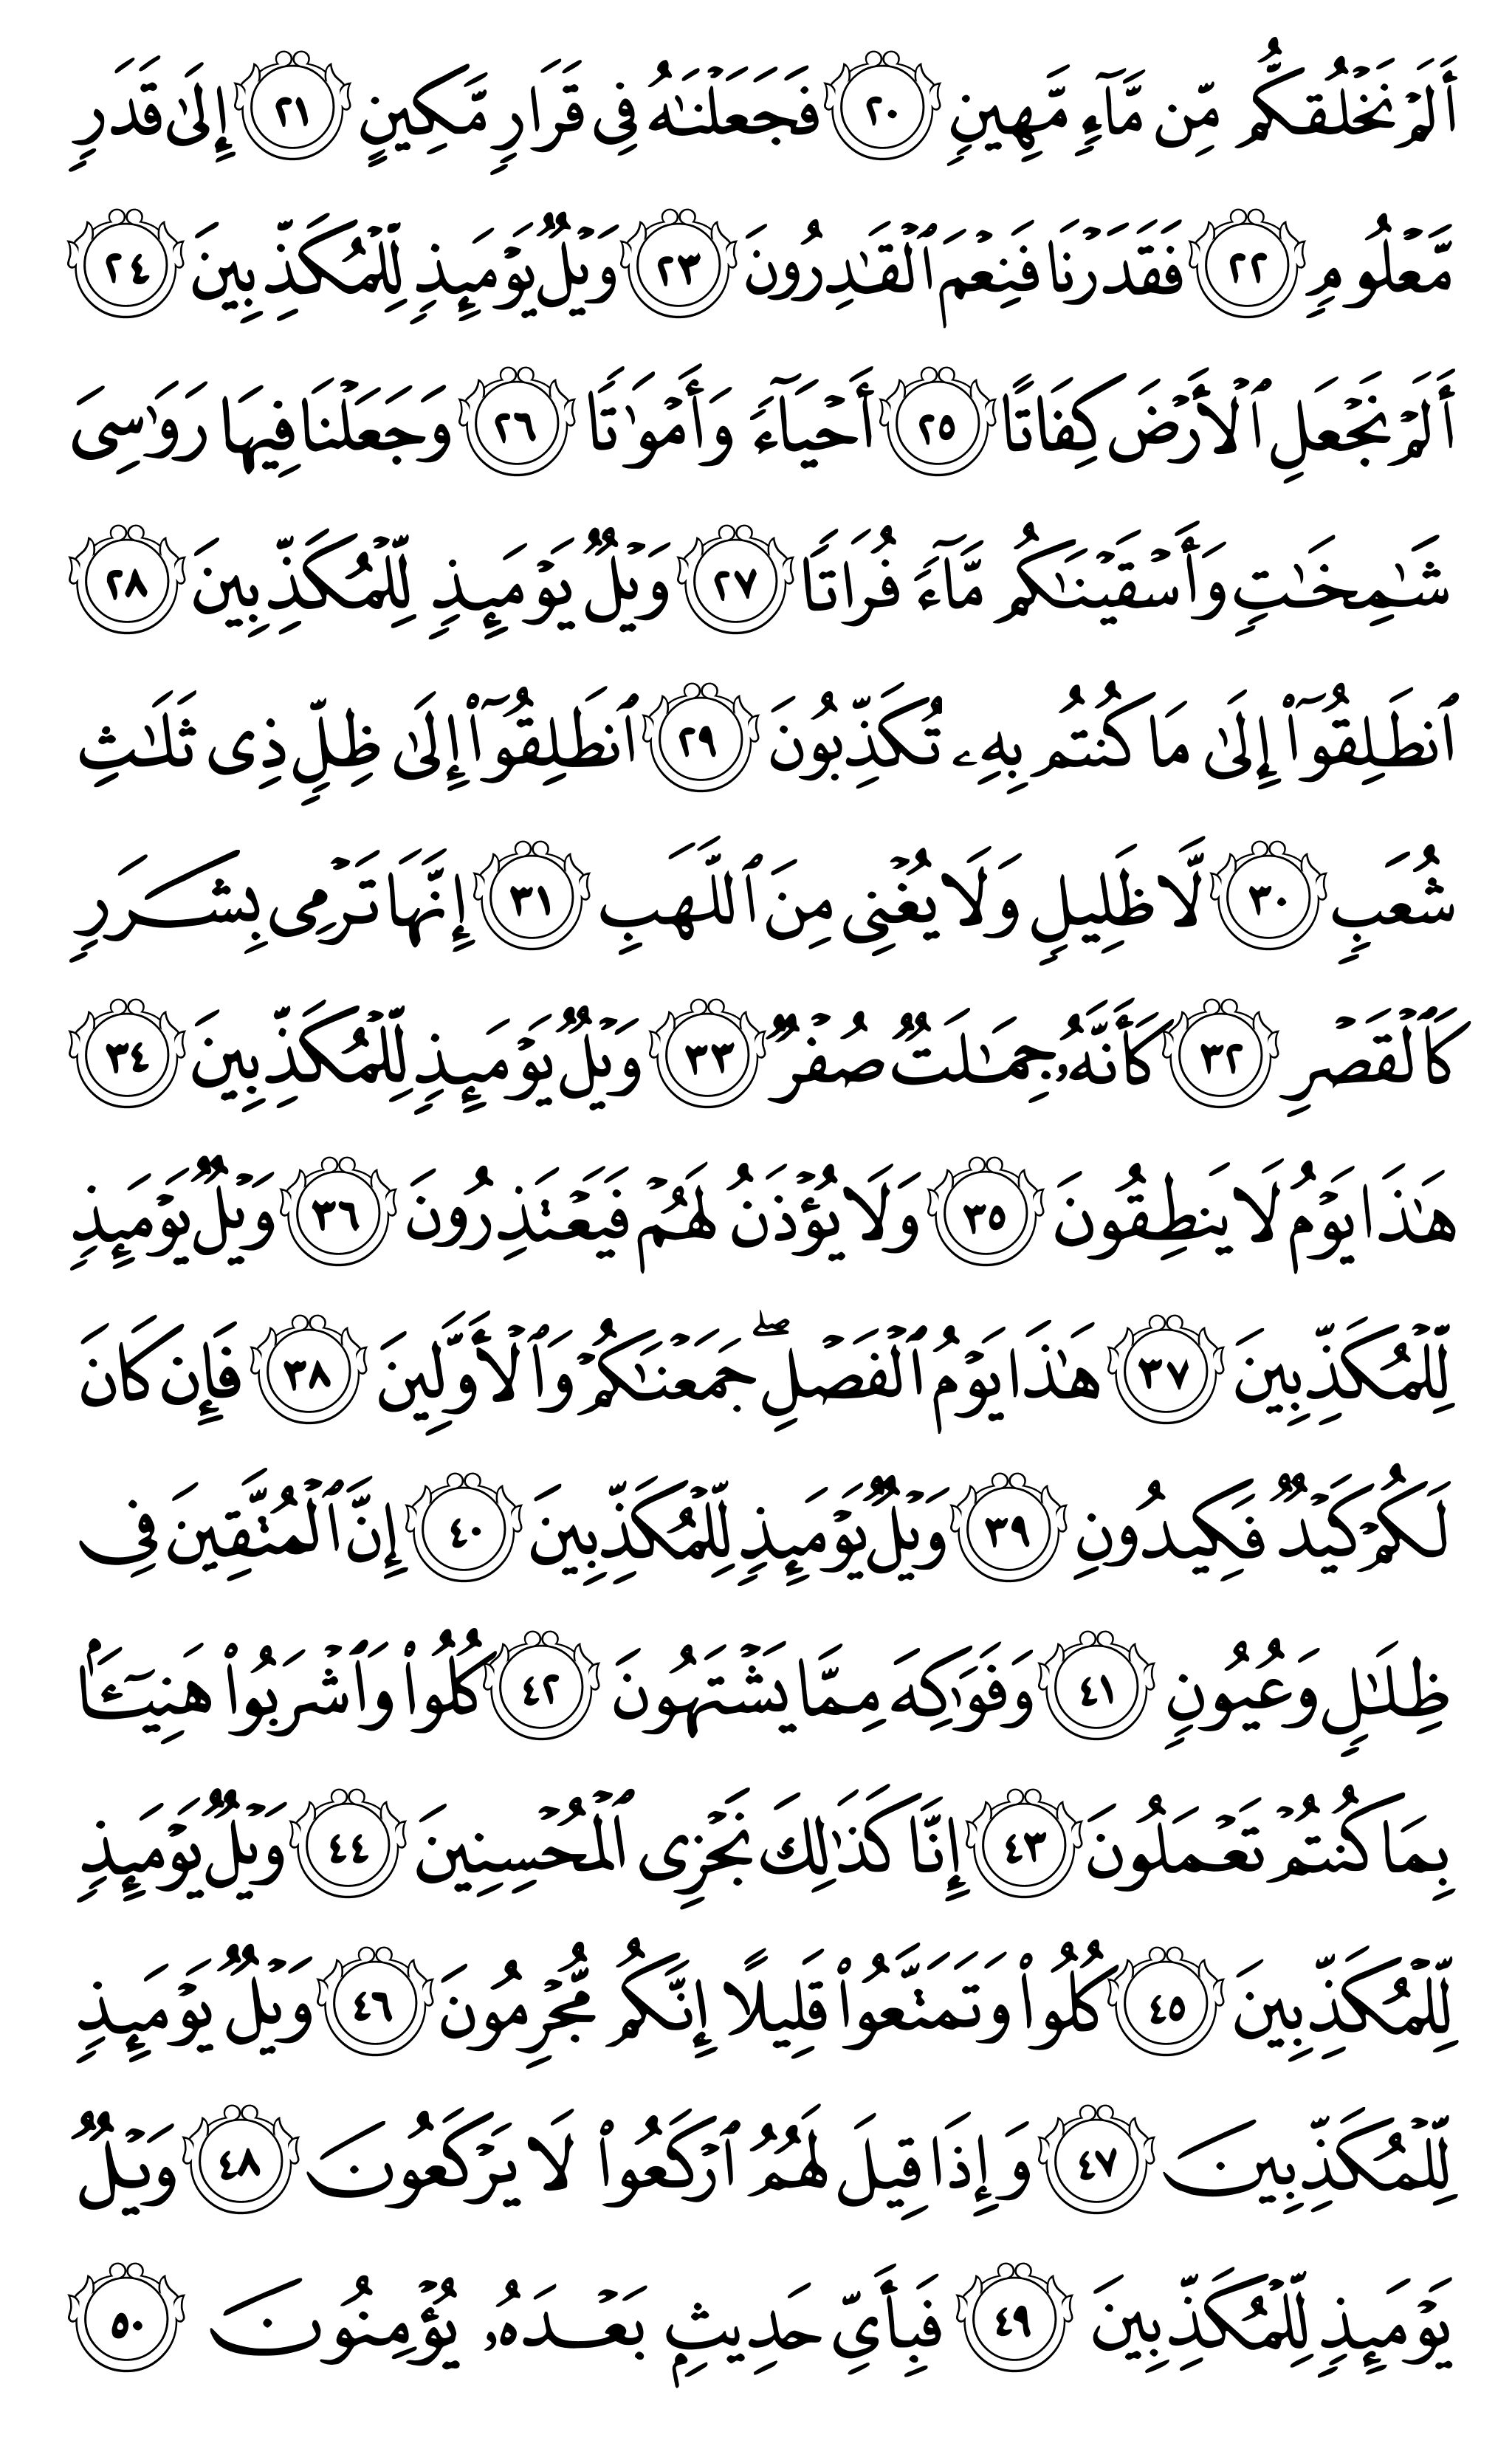 أَلَمْ نَخْلُقكُّم مِّن مَّآءٍ مَّهِينٍ ٢٠ فَجَعَلْنَٰهُ فِى قَرَارٍ مَّكِينٍ ٢١ إِلَىٰ قَدَرٍ
مَّعْلُومٍ ٢٢ فَقَدَرْنَا فَنِعْمَ ٱلْقَٰدِرُونَ ٢٣ وَيْلٌ يَوْمَئِذٍ لِّلْمُكَذِّبِينَ ٢٤
أَلَمْ نَجْعَلِ ٱلْأَرْضَ كِفَاتًا ٢٥ أَحْيَآءً وَأَمْوَٰتًا ٢٦ وَجَعَلْنَا فِيهَا رَوَٰسِىَ
شَٰمِخَٰتٍ وَأَسْقَيْنَٰكُم مَّآءً فُرَاتًا ٢٧ وَيْلٌ يَوْمَئِذٍ لِّلْمُكَذِّبِينَ ٢٨
ٱنطَلِقُوٓا۟ إِلَىٰ مَا كُنتُم بِهِۦ تُكَذِّبُونَ ٢٩ ٱنطَلِقُوٓا۟ إِلَىٰ ظِلٍّ ذِى ثَلَٰثِ
شُعَبٍ ٣٠ لَّا ظَلِيلٍ وَلَا يُغْنِى مِنَ ٱللَّهَبِ ٣١ إِنَّهَا تَرْمِى بِشَرَرٍ
كَٱلْقَصْرِ ٣٢ كَأَنَّهُۥ جِمَٰلَتٌ صُفْرٌ ٣٣ وَيْلٌ يَوْمَئِذٍ لِّلْمُكَذِّبِينَ ٣٤
هَٰذَا يَوْمُ لَا يَنطِقُونَ ٣٥ وَلَا يُؤْذَنُ لَهُمْ فَيَعْتَذِرُونَ ٣٦ وَيْلٌ يَوْمَئِذٍ
لِّلْمُكَذِّبِينَ ٣٧ هَٰذَا يَوْمُ ٱلْفَصْلِ ۖ جَمَعْنَٰكُمْ وَٱلْأَوَّلِينَ ٣٨ فَإِن كَانَ
لَكُمْ كَيْدٌ فَكِيدُونِ ٣٩ وَيْلٌ يَوْمَئِذٍ لِّلْمُكَذِّبِينَ ٤٠ إِنَّ ٱلْمُتَّقِينَ فِى
ظِلَٰلٍ وَعُيُونٍ ٤١ وَفَوَٰكِهَ مِمَّا يَشْتَهُونَ ٤٢ كُلُوا۟ وَٱشْرَبُوا۟ هَنِيٓـًٔۢا
بِمَا كُنتُمْ تَعْمَلُونَ ٤٣ إِنَّا كَذَٰلِكَ نَجْزِى ٱلْمُحْسِنِينَ ٤٤ وَيْلٌ يَوْمَئِذٍ
لِّلْمُكَذِّبِينَ ٤٥ كُلُوا۟ وَتَمَتَّعُوا۟ قَلِيلًا إِنَّكُم مُّجْرِمُونَ ٤٦ وَيْلٌ يَوْمَئِذٍ
لِّلْمُكَذِّبِينَ ٤٧ وَإِذَا قِيلَ لَهُمُ ٱرْكَعُوا۟ لَا يَرْكَعُونَ ٤٨ وَيْلٌ
يَوْمَئِذٍ لِّلْمُكَذِّبِينَ ٤٩ فَبِأَىِّ حَدِيثٍۭ بَعْدَهُۥ يُؤْمِنُونَ ٥٠